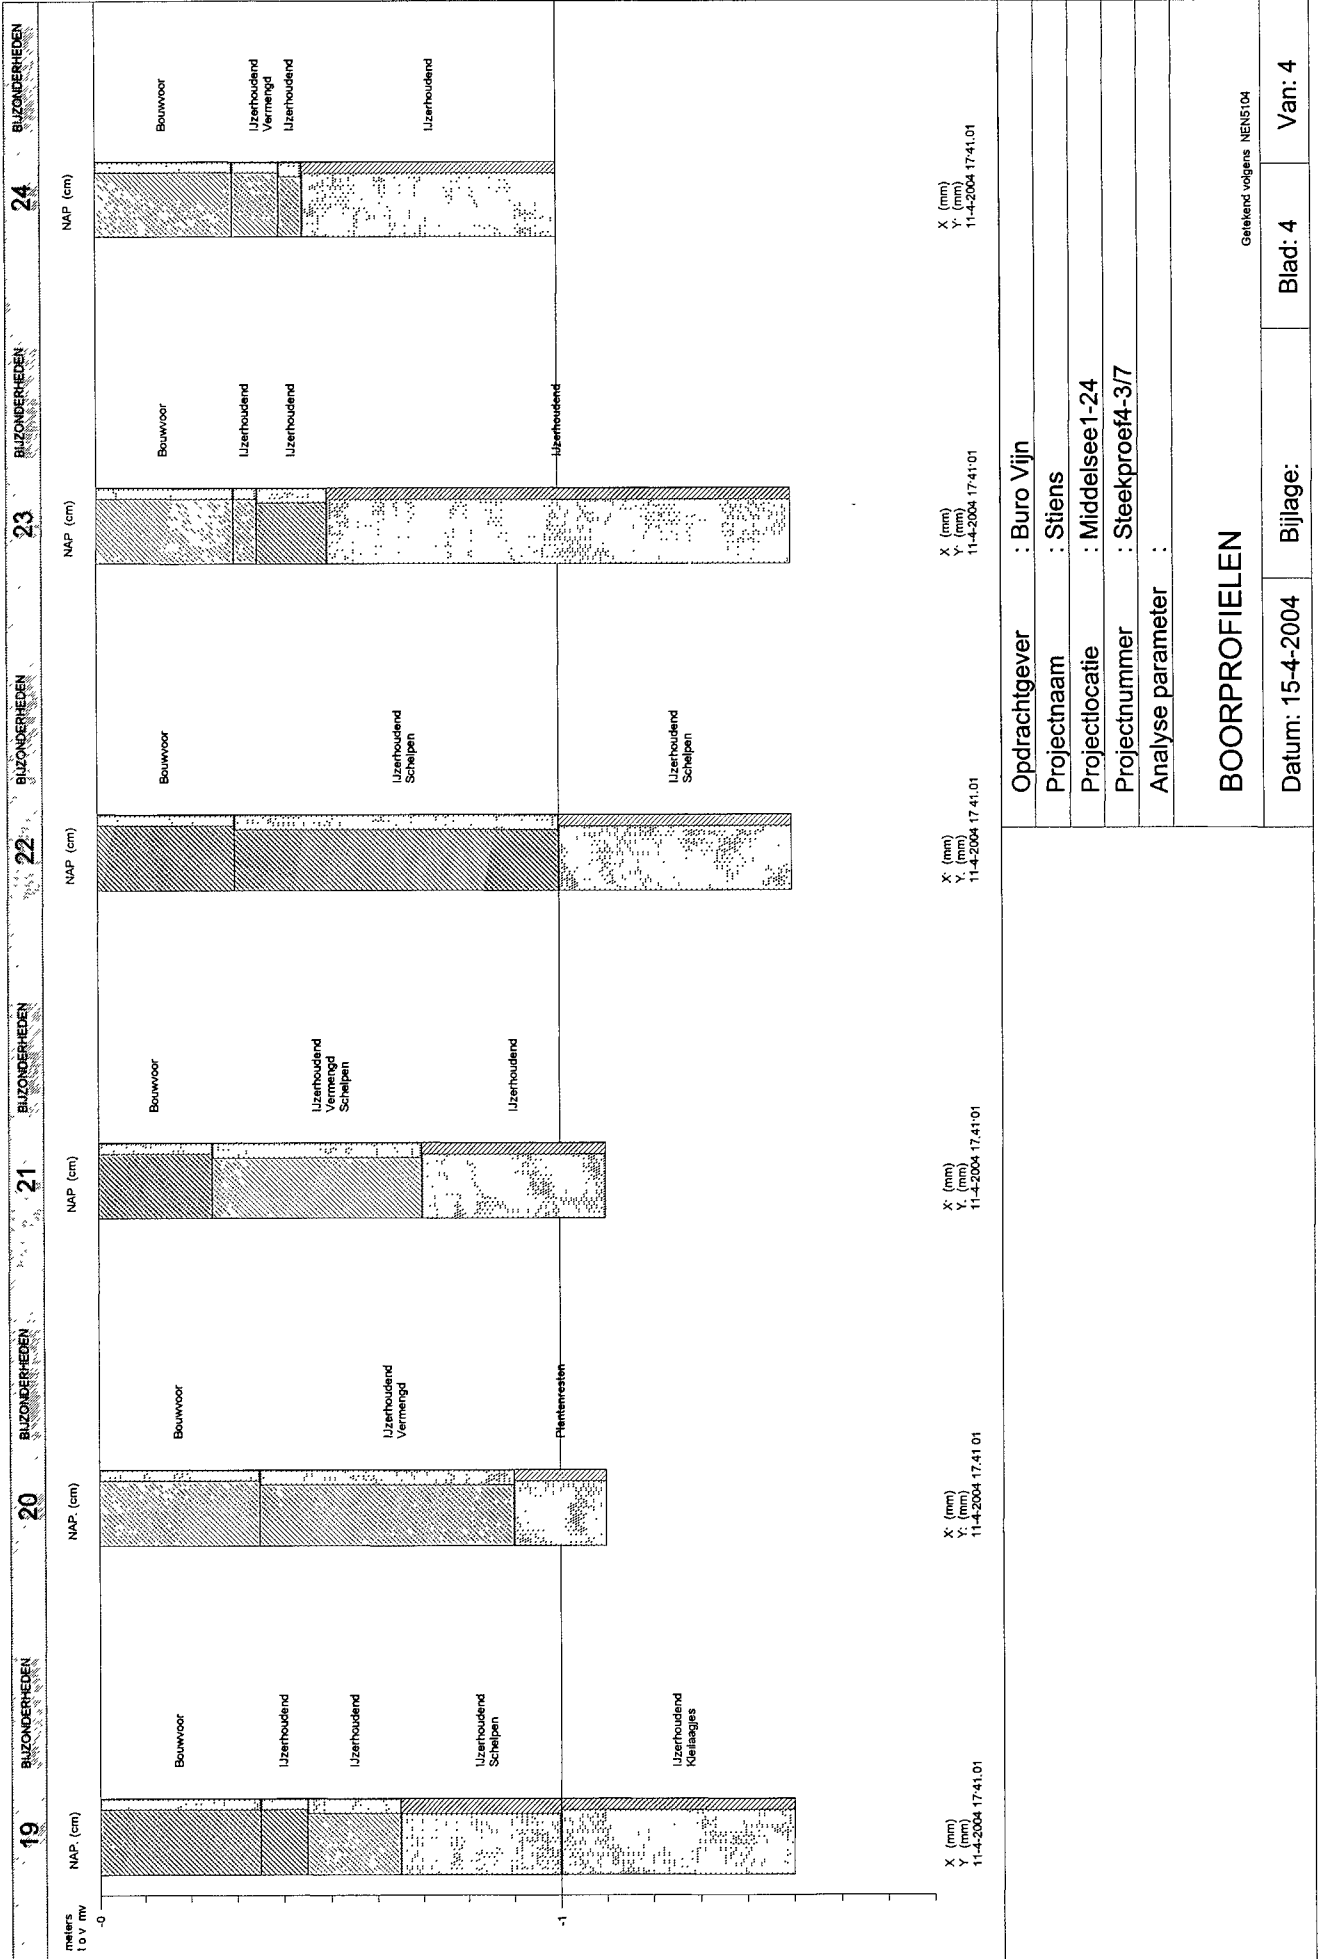 19 BIJZONDERHEDEN 20 BIJZONDERHEDEN 21 BIJZONDERHEDEN 22 BIJZONDERHEDEN 23 BIJZONDERHEDEN 24 BIJZONDERHEDEN
meters
t o v mv
NAP. (cm) NAP. (cm) NAP (cm) NAP (cm) NAP (cm) NAP (cm)
-0
-1
Bouwvoor
IJzerhoudend
IJzerhoudend
IJzerhoudend
Schelpen
IJzerhoudend
Kleilaagjes
X (mm)
Y (mm)
11-4-2004 17:41.01
Bouwvoor
IJzerhoudend
Vermengd
Plantenresten
X: (mm)
Y. (mm)
11-4-2004 17.41 01
Bouwvoor
IJzerhoudend
Vermengd
Schelpen
IJzerhoudend
X: (mm)
Y. (mm)
11-4-2004 17.41:01
Bouwvoor
IJzerhoudend
Schelpen
IJzerhoudend
Schelpen
X: (mm)
Y. (mm)
11-4-2004 17 41.01
Bouwvoor
IJzerhoudend
IJzerhoudend
IJzerhoudend
X (mm)
Y: (mm)
11-4-2004 17:41:01
Bouwvoor
IJzerhoudend
Vermengd
IJzerhoudend
IJzerhoudend
X (mm)
Y: (mm)
11-4-2004 17:41.01
Opdrachtgever : Buro Vijn
Projectnaam : Stiens
Projectlocatie : Middelsee1-24
Projectnummer : Steekproef4-3/7
Analyse parameter :
BOORPROFIELEN
Getekend volgens NEN5104
Datum: 15-4-2004 Bijlage: Blad: 4 Van: 4